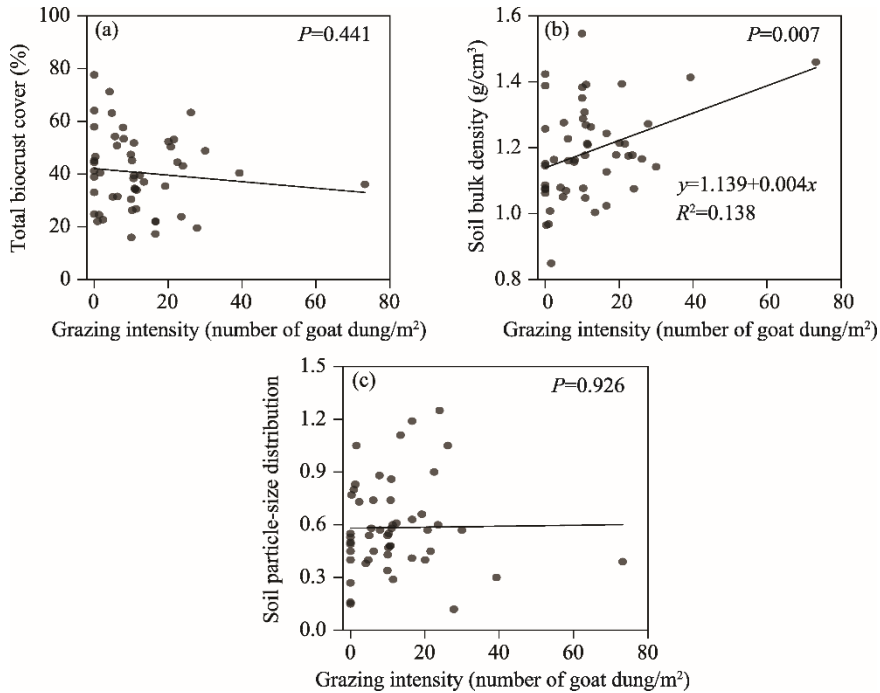 (a)
P=0.441
Total biocrust cover (%)
100
80
60
40
20
0
0 20 40 60 80
Grazing intensity (number of goat dung/m²)
(b)
P=0.007
Soil bulk density (g/cm³)
1.6
1.4
1.2
1.0
0.8
y=1.139+0.004x
R²=0.138
0 20 40 60 80
Grazing intensity (number of goat dung/m²)
(c)
P=0.926
Soil particle-size distribution
1.5
1.2
0.9
0.6
0.3
0
0 20 40 60 80
Grazing intensity (number of goat dung/m²)